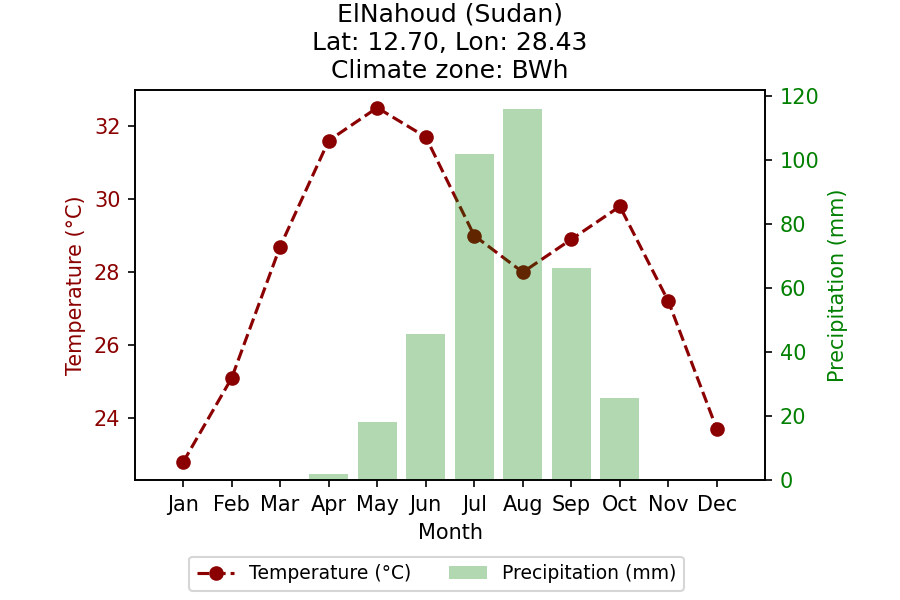 ElNahoud (Sudan)
Lat: 12.70, Lon: 28.43
Climate zone: BWh
Temperature (°C)
32
30
28
26
24
120
100
80
60
40
20
0
Precipitation (mm)
Jan Feb Mar Apr May Jun Jul Aug Sep Oct Nov Dec
Month
Temperature (°C) Precipitation (mm)